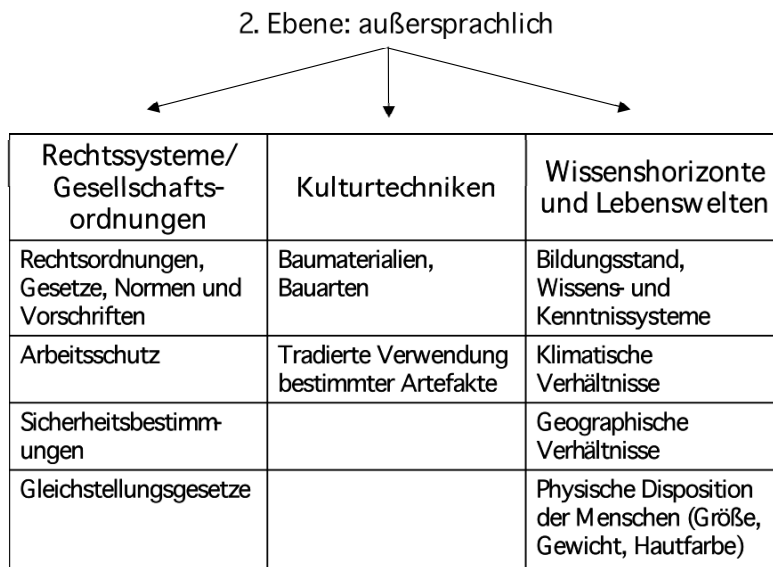 2. Ebene: außersprachlich
Rechtssysteme/
Gesellschafts-
ordnungen
Kulturtechniken
Wissenshorizonte
und Lebenswelten
Rechtsordnungen,
Gesetze, Normen und
Vorschriften
Baumaterialien,
Bauarten
Bildungsstand,
Wissens- und
Kenntnissysteme
Arbeitsschutz
Tradierte Verwendung
bestimmter Artefakte
Klimatische
Verhältnisse
Sicherheitsbestimm-
ungen
Geographische
Verhältnisse
Gleichstellungsgesetze
Physische Disposition
der Menschen (Größe,
Gewicht, Hautfarbe)